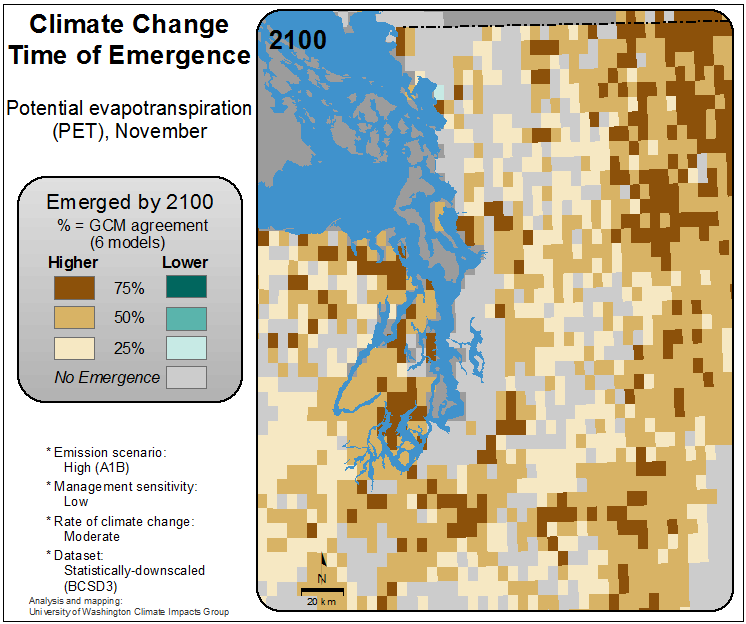 Climate Change
Time of Emergence
Potential evapotranspiration
(PET), November
Emerged by 2100
% = GCM agreement
(6 models)
Higher Lower
75%
50%
25%
No Emergence
* Emission scenario:
High (A1B)
* Management sensitivity:
Low
* Rate of climate change:
Moderate
* Dataset:
Statistically-downscaled
(BCSD3)
Analysis and mapping:
University of Washington Climate Impacts Group
2100
N
20 km